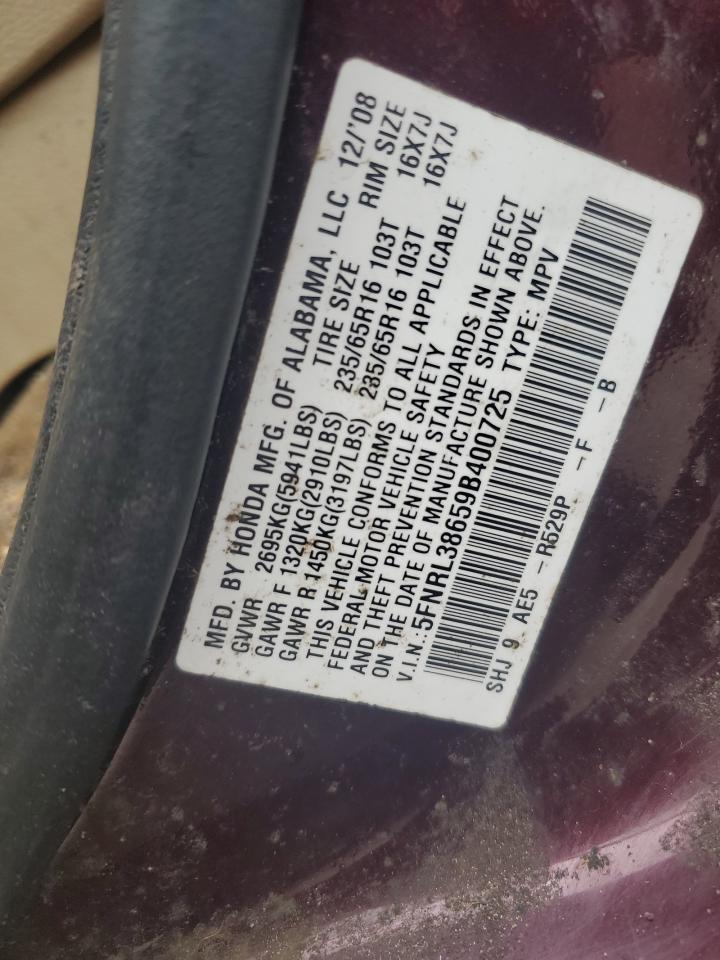 MFD. BY HONDA MFG. OF ALABAMA, LLC 12/'08
GVWR 2695KG(5941LBS) TIRE SIZE RIM SIZE
GAWR F 1320KG(2910LBS) 235/65R16 103T 16X7J
GAWR R 1450KG(3197LBS) 235/65R16 103T 16X7J
THIS VEHICLE CONFORMS TO ALL APPLICABLE
FEDERAL MOTOR VEHICLE SAFETY
AND THEFT PREVENTION STANDARDS IN EFFECT
ON THE DATE OF MANUFACTURE SHOWN ABOVE.
V.I.N.: 5FNRL38659B400725 TYPE: MPV
SHJ 9 AE5 -R529P -F -B